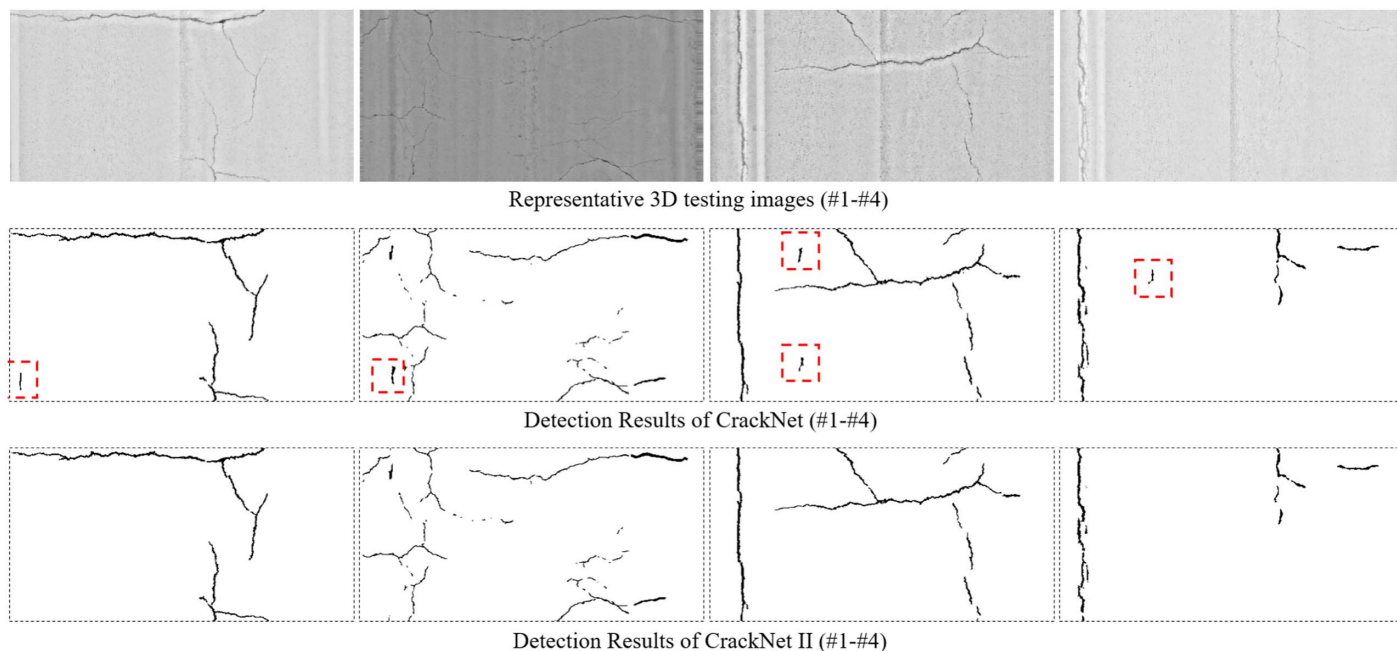 Representative 3D testing images (#1-#4)
Detection Results of CrackNet (#1-#4)
Detection Results of CrackNet II (#1-#4)